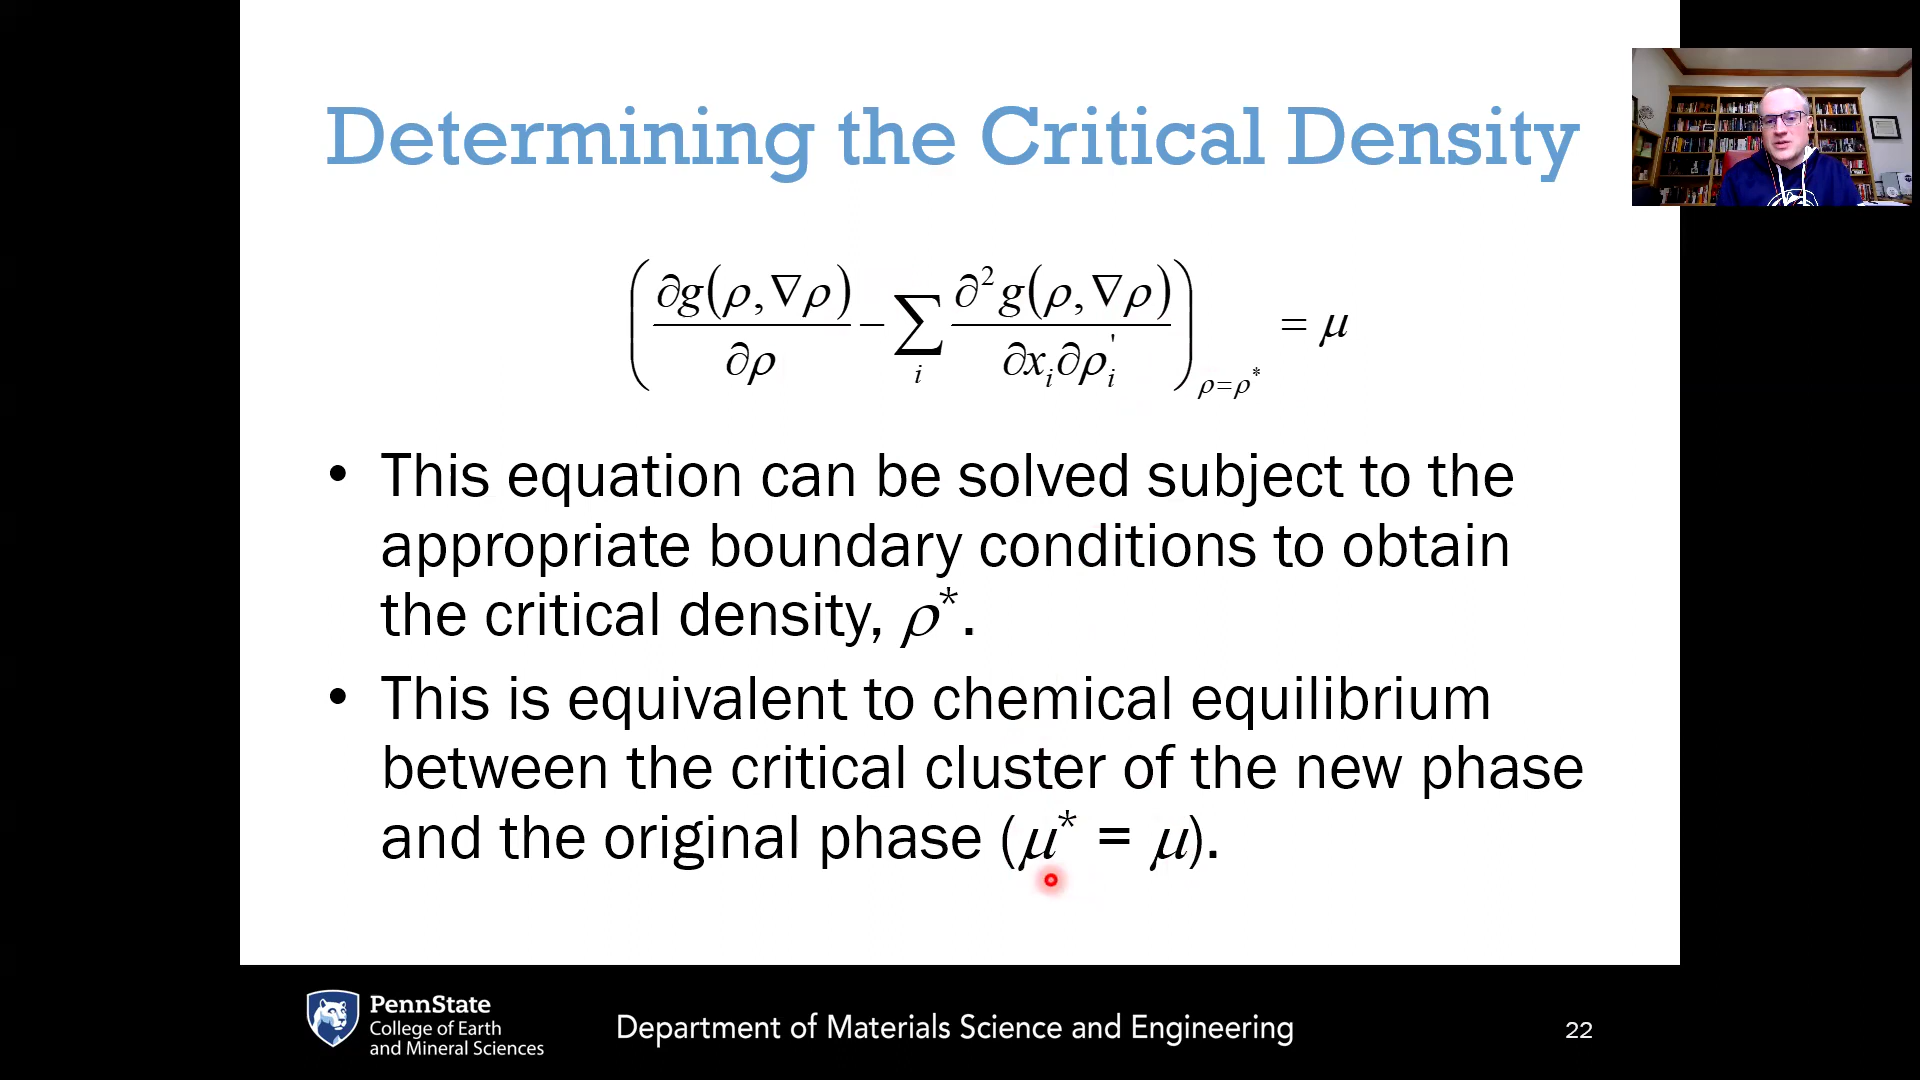 Determining the Critical Density
(∂g(ρ,∇ρ)/∂ρ − ∑_i ∂²g(ρ,∇ρ)/∂x_i∂ρ_i')_{ρ=ρ*} = μ
• This equation can be solved subject to the
appropriate boundary conditions to obtain
the critical density, ρ*.
• This is equivalent to chemical equilibrium
between the critical cluster of the new phase
and the original phase (μ* = μ).
PennState
College of Earth
and Mineral Sciences
Department of Materials Science and Engineering
22